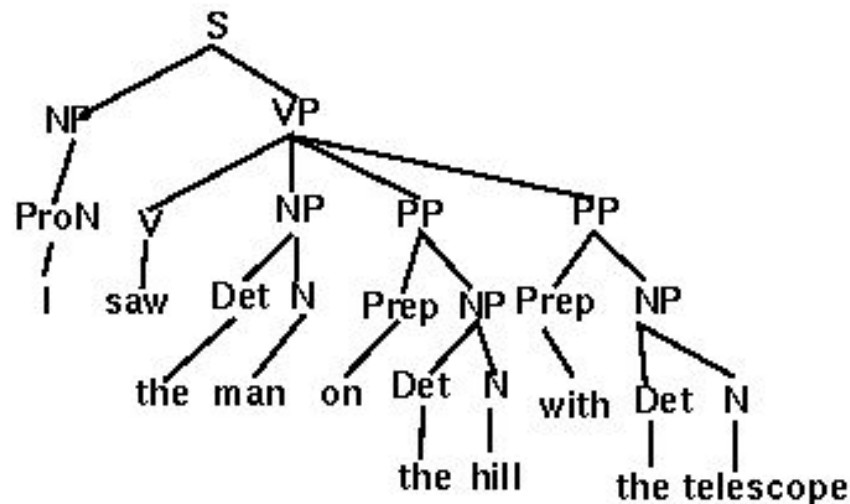 S
NP VP
ProN V NP PP PP
I saw Det N Prep NP Prep NP
the man on Det N with Det N
the hill the telescope